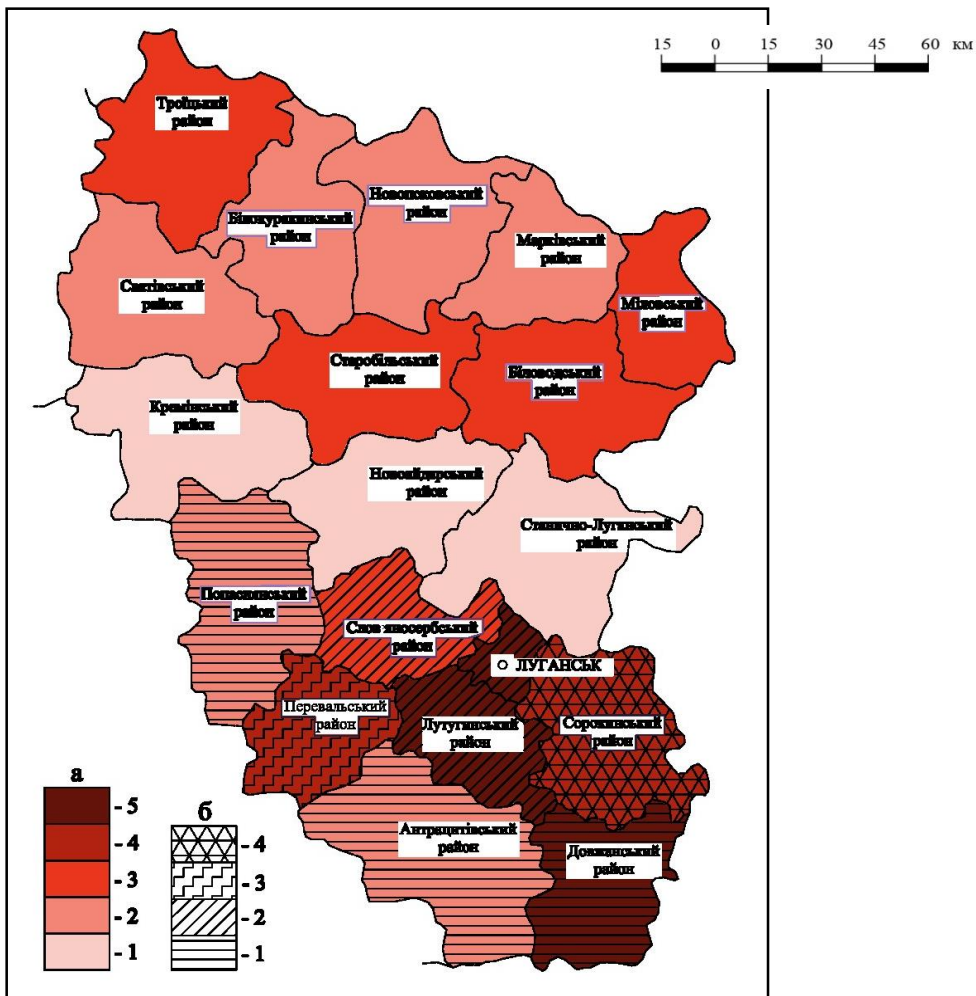 15 0 15 30 45 60 км
Троїцький
район
Новопсковський
район
Білокуракинський
район
Марківський
район
Сватівський
район
Міловський
район
Старобільський
район
Біловодський
район
Кремінський
район
Новоайдарський
район
Станично-Луганський
район
Попаснянський
район
Слов яносербський
район
ЛУГАНСЬК
Перевальський
район
Лутугинський
район
Сорокинський
район
Антрацитівський
район
Довжанський
район
а
- 5
- 4
- 3
- 2
- 1
б
- 4
- 3
- 2
- 1